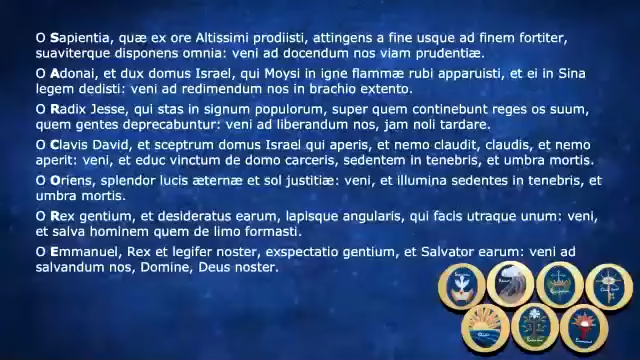 O Sapientia, quæ ex ore Altissimi prodiisti, attingens a fine usque ad finem fortiter,
suaviterque disponens omnia: veni ad docendum nos viam prudentiæ.
O Adonai, et dux domus Israel, qui Moysi in igne flammæ rubi apparuisti, et ei in Sina
legem dedisti: veni ad redimendum nos in brachio extento.
O Radix Jesse, qui stas in signum populorum, super quem continebunt reges os suum,
quem gentes deprecabuntur: veni ad liberandum nos, jam noli tardare.
O Clavis David, et sceptrum domus Israel qui aperis, et nemo claudit, claudis, et nemo
aperit: veni, et educ vinctum de domo carceris, sedentem in tenebris, et umbra mortis.
O Oriens, splendor lucis æternæ et sol justitiæ: veni, et illumina sedentes in tenebris, et
umbra mortis.
O Rex gentium, et desideratus earum, lapisque angularis, qui facis utraque unum: veni,
et salva hominem quem de limo formasti.
O Emmanuel, Rex et legifer noster, exspectatio gentium, et Salvator earum: veni ad
salvandum nos, Domine, Deus noster.